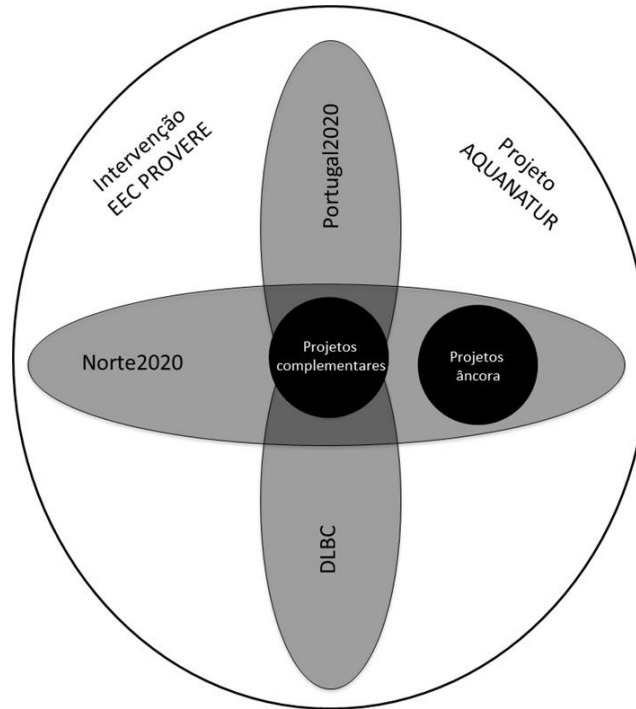 Intervenção
EEC PROVERE
Portugal2020
Projeto
AQUANATUR
Norte2020
Projetos
complementares
Projetos
âncora
DLBC